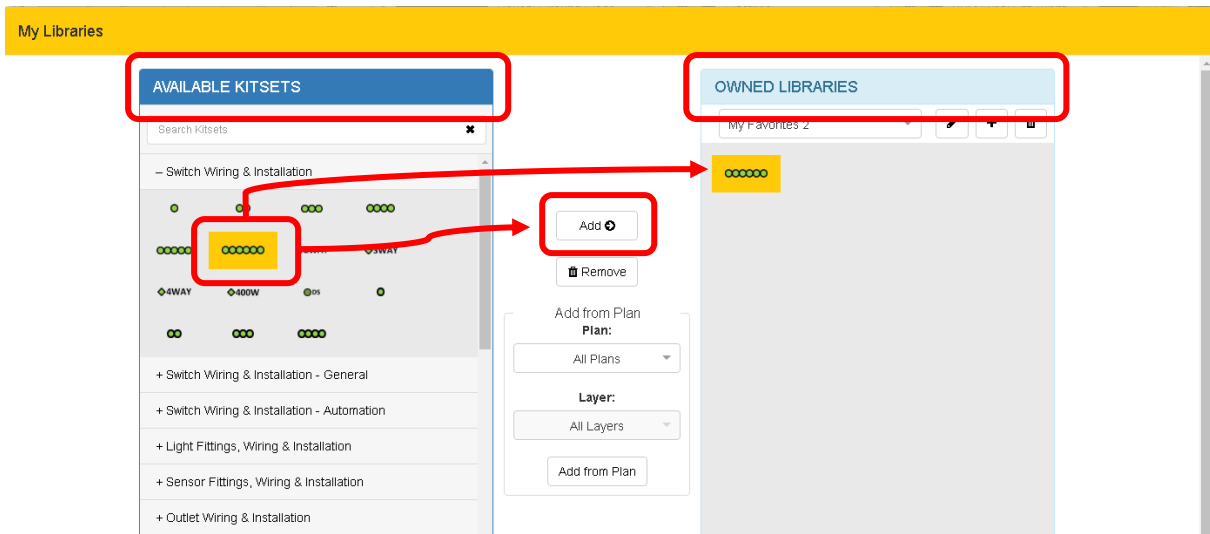 My Libraries
AVAILABLE KITSETS
Search Kitsets
– Switch Wiring & Installation
4WAY
400W
DS
3WAY
+ Switch Wiring & Installation - General
+ Switch Wiring & Installation - Automation
+ Light Fittings, Wiring & Installation
+ Sensor Fittings, Wiring & Installation
+ Outlet Wiring & Installation
Add
Remove
Add from Plan
Plan:
All Plans
Layer:
All Layers
Add from Plan
OWNED LIBRARIES
My Favorites 2